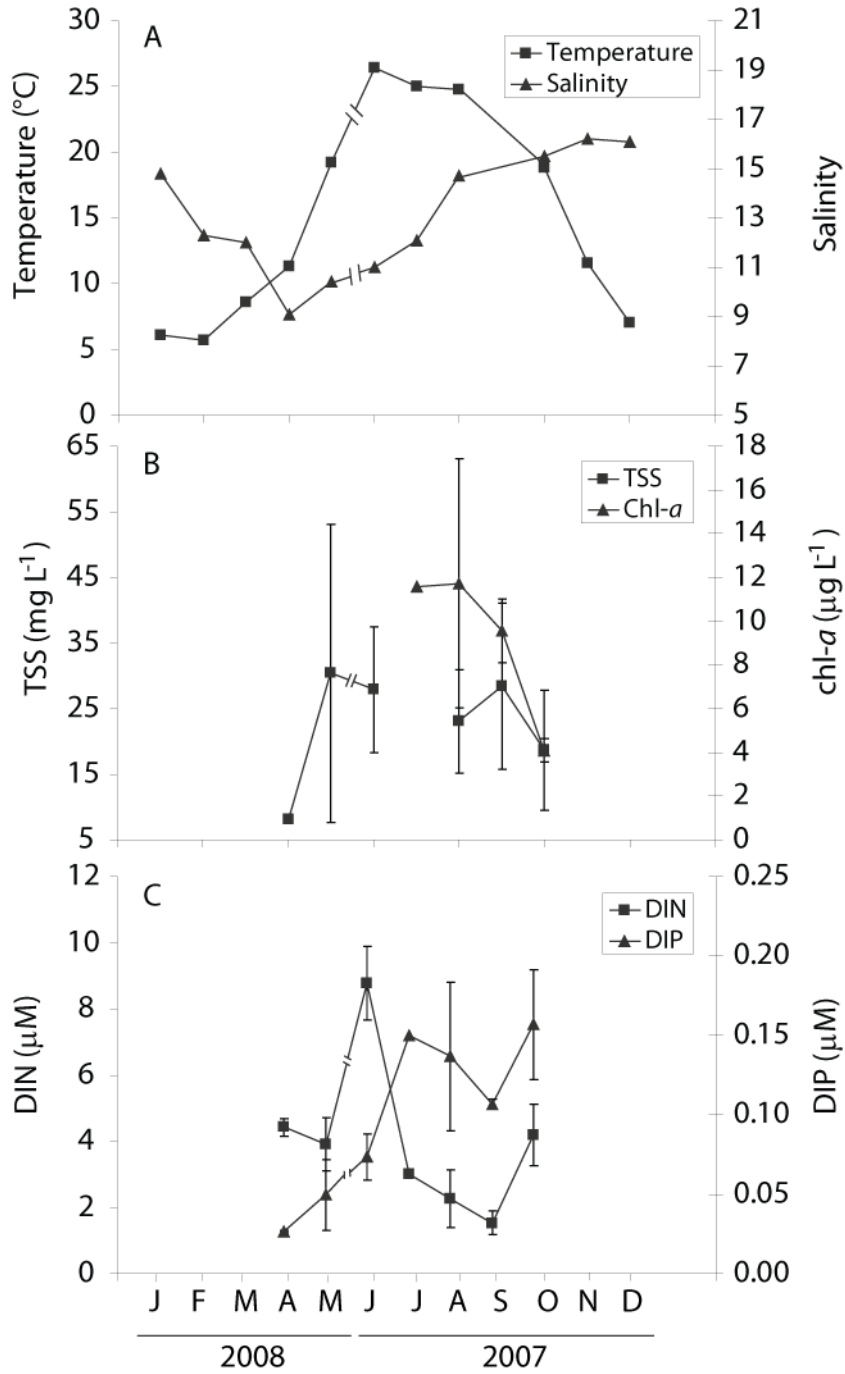 A
Temperature
Salinity
Temperature (°C)
30
25
20
15
10
5
0
Salinity
21
19
17
15
13
11
9
7
5
B
TSS
Chl-a
TSS (mg L⁻¹)
65
55
45
35
25
15
5
chl-a (μg L⁻¹)
18
16
14
12
10
8
6
4
2
0
C
DIN
DIP
DIN (μM)
12
10
8
6
4
2
0
DIP (μM)
0.25
0.20
0.15
0.10
0.05
0.00
J F M A M J J A S O N D
2008 2007